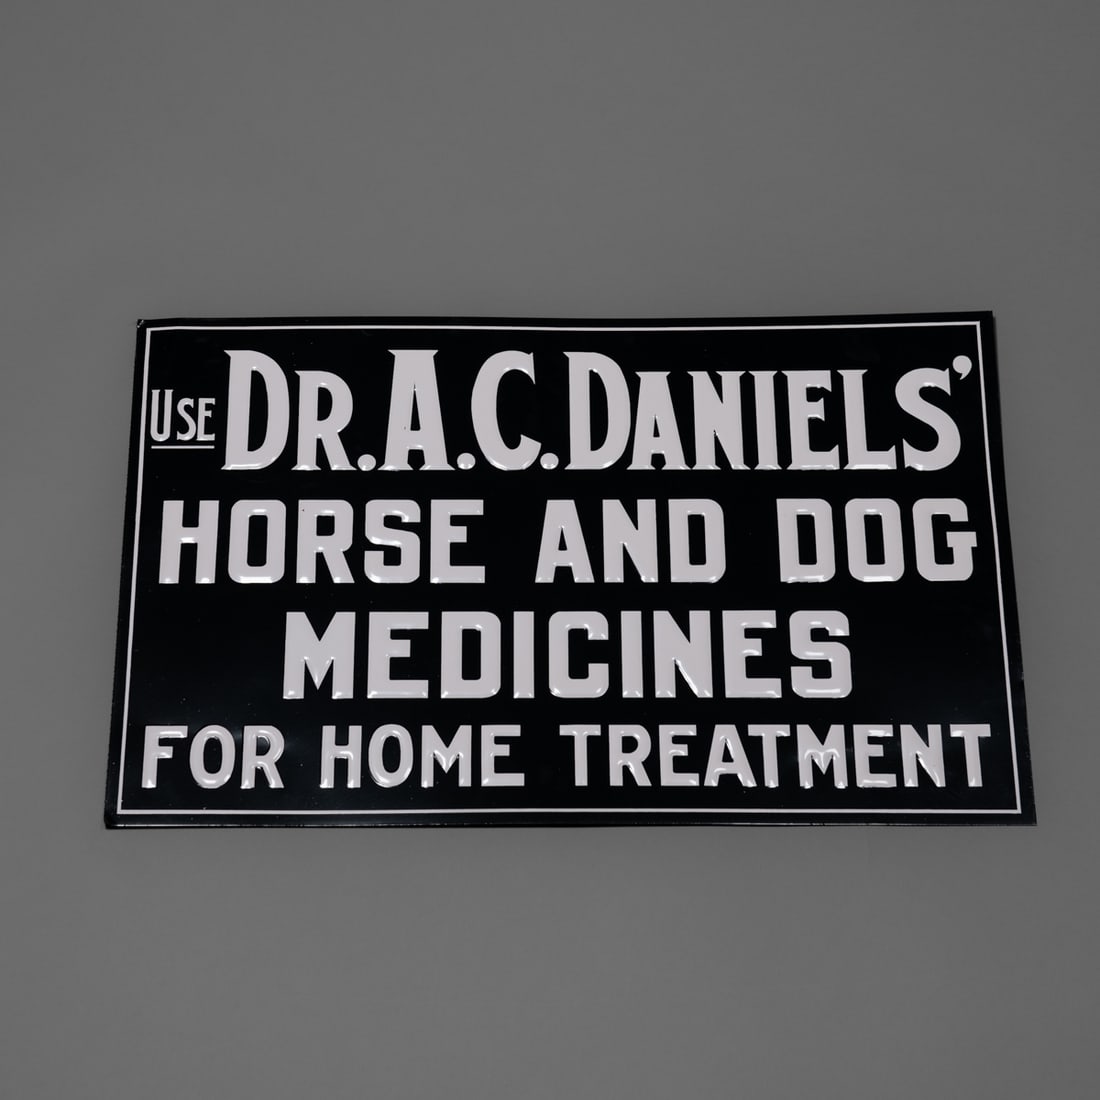 USE DR. A. C. DANIELS'
HORSE AND DOG
MEDICINES
FOR HOME TREATMENT